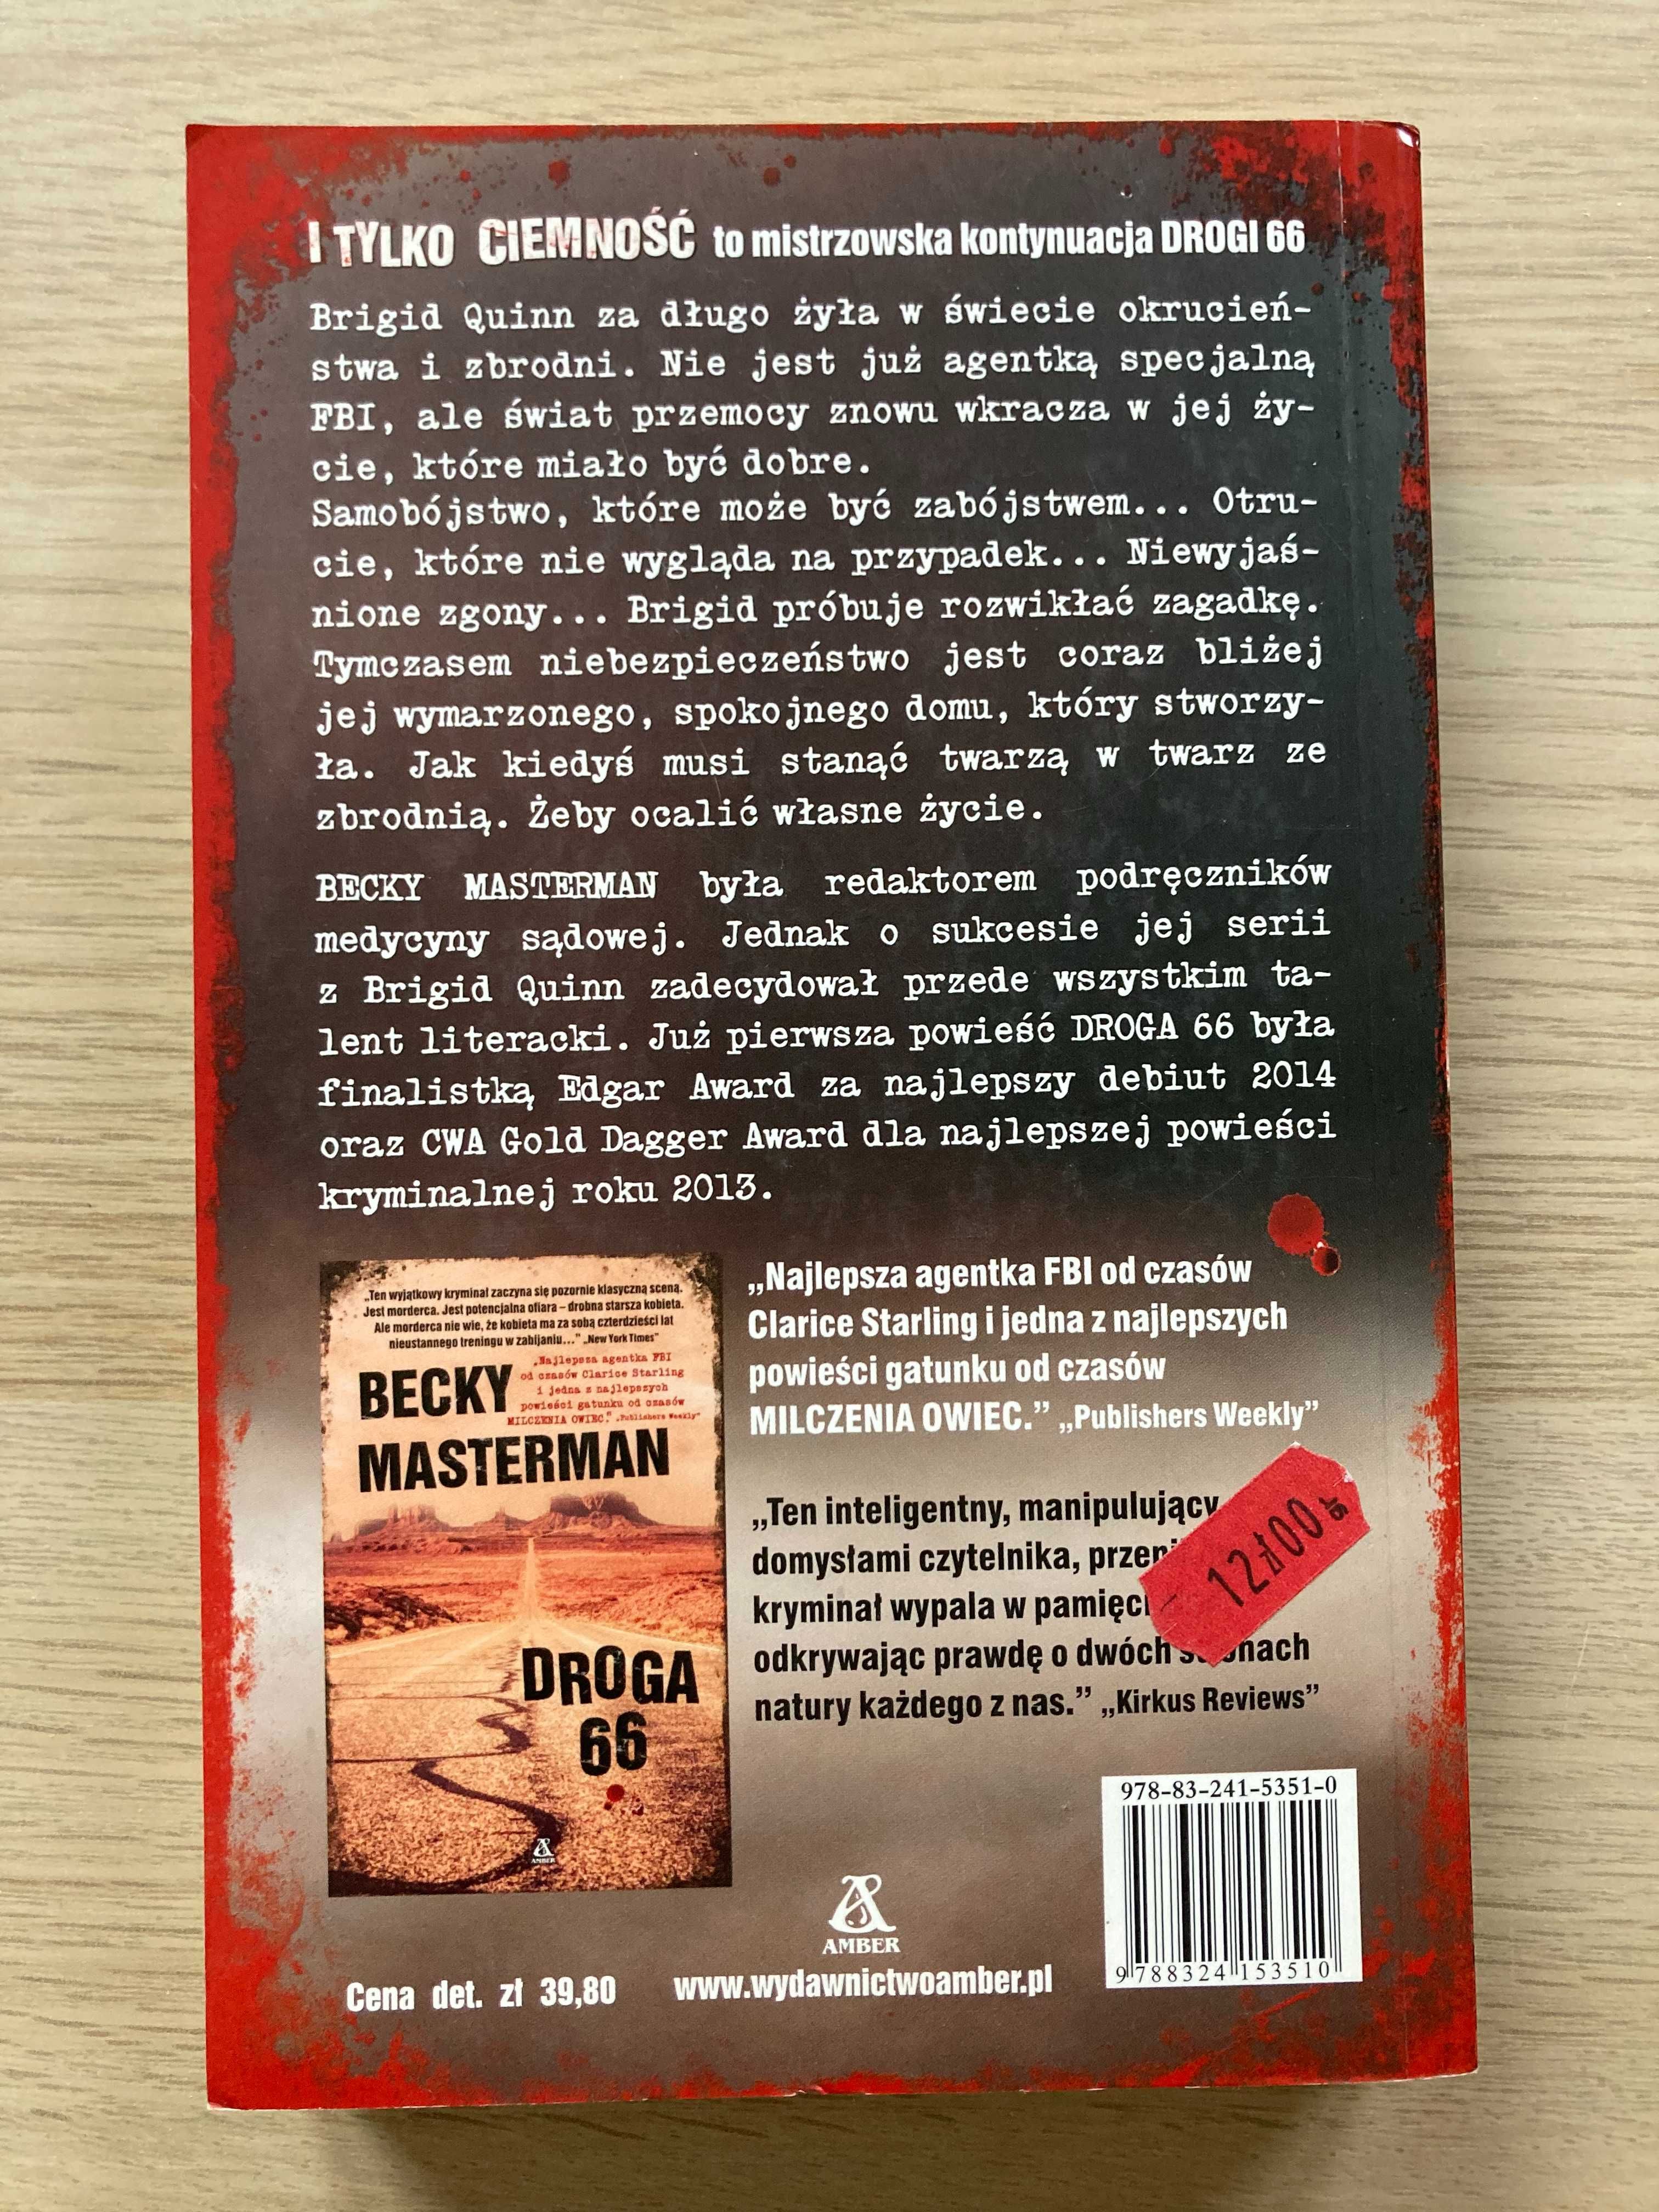 I TYLKO CIEMNOŚĆ to mistrzowska kontynuacja DROGI 66
Brigid Quinn za długo żyła w świecie okrucień-
stwa i zbrodni. Nie jest już agentką specjalną
FBI, ale świat przemocy znowu wkracza w jej ży-
cie, które miało być dobre.
Samobójstwo, które może być zabójstwem... Otru-
cie, które nie wygląda na przypadek... Niewyjaś-
nione zgony... Brigid próbuje rozwikłać zagadkę.
Tymczasem niebezpieczeństwo jest coraz bliżej
jej wymarzonego, spokojnego domu, który stworzy-
ła. Jak kiedyś musi stanąć twarzą w twarz ze
zbrodnią. Żeby ocalić własne życie.
BECKY MASTERMAN była redaktorem podręczników
medycyny sądowej. Jednak o sukcesie jej serii
z Brigid Quinn zadecydował przede wszystkim ta-
lent literacki. Już pierwsza powieść DROGA 66 była
finalistką Edgar Award za najlepszy debiut 2014
oraz CWA Gold Dagger Award dla najlepszej powieści
kryminalnej roku 2013.
„Ten wyjątkowy kryminał zaczyna się pozornie klasyczną sceną.
Jest morderca. Jest potencjalna ofiara – drobna starsza kobieta.
Ale morderca nie wie, że kobieta ma za sobą czterdzieści lat
nieustannego treningu w zabijaniu...” „New York Times”
„Najlepsza agentka FBI
od czasów Clarice Starling
i jedna z najlepszych
powieści gatunku od czasów
MILCZENIA OWIEC.” „Publishers Weekly”
BECKY
MASTERMAN
DROGA
66
AMBER
„Najlepsza agentka FBI od czasów
Clarice Starling i jedna z najlepszych
powieści gatunku od czasów
MILCZENIA OWIEC.” „Publishers Weekly”
„Ten inteligentny, manipulujący
domysłami czytelnika,
kryminał wypala w
odkrywając prawdę o dwóch
natury każdego z nas.” „Kirkus Reviews”
12zł00
978-83-241-5351-0
9788324153510
AMBER
Cena det. zł 39,80
www.wydawnictwoamber.pl